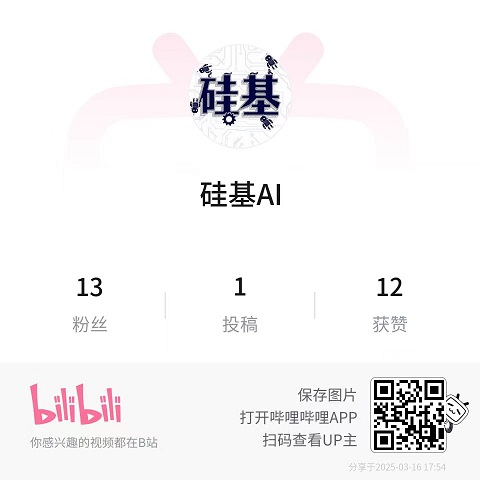 硅基
硅基AI
13
1
12
粉丝
投稿
获赞
bilibili
你感兴趣的视频都在B站
保存图片
打开哔哩哔哩APP
扫码查看UP主
分享于2025-03-16 17:54